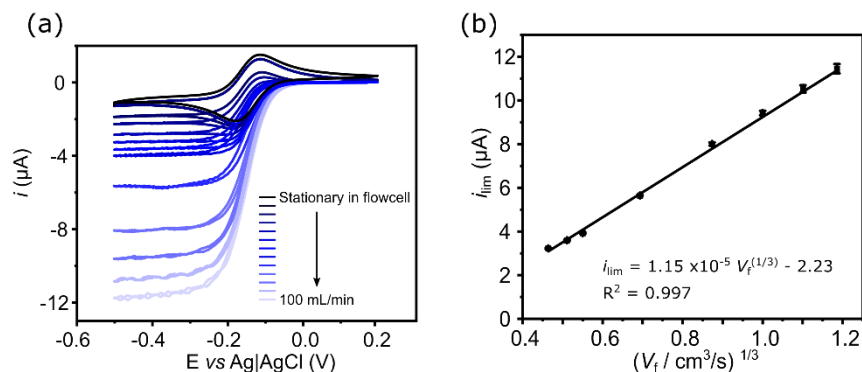 (a)
0
-4
-8
-12
i (µA)
Stationary in flowcell
100 mL/min
-0.6 -0.4 -0.2 0.0 0.2
E vs Ag|AgCl (V)
(b)
12
10
8
6
4
2
0
i_lim (µA)
i_lim = 1.15 x10^-5 V_f^(1/3) - 2.23
R^2 = 0.997
0.4 0.6 0.8 1.0 1.2
(V_f / cm^3/s) ^1/3